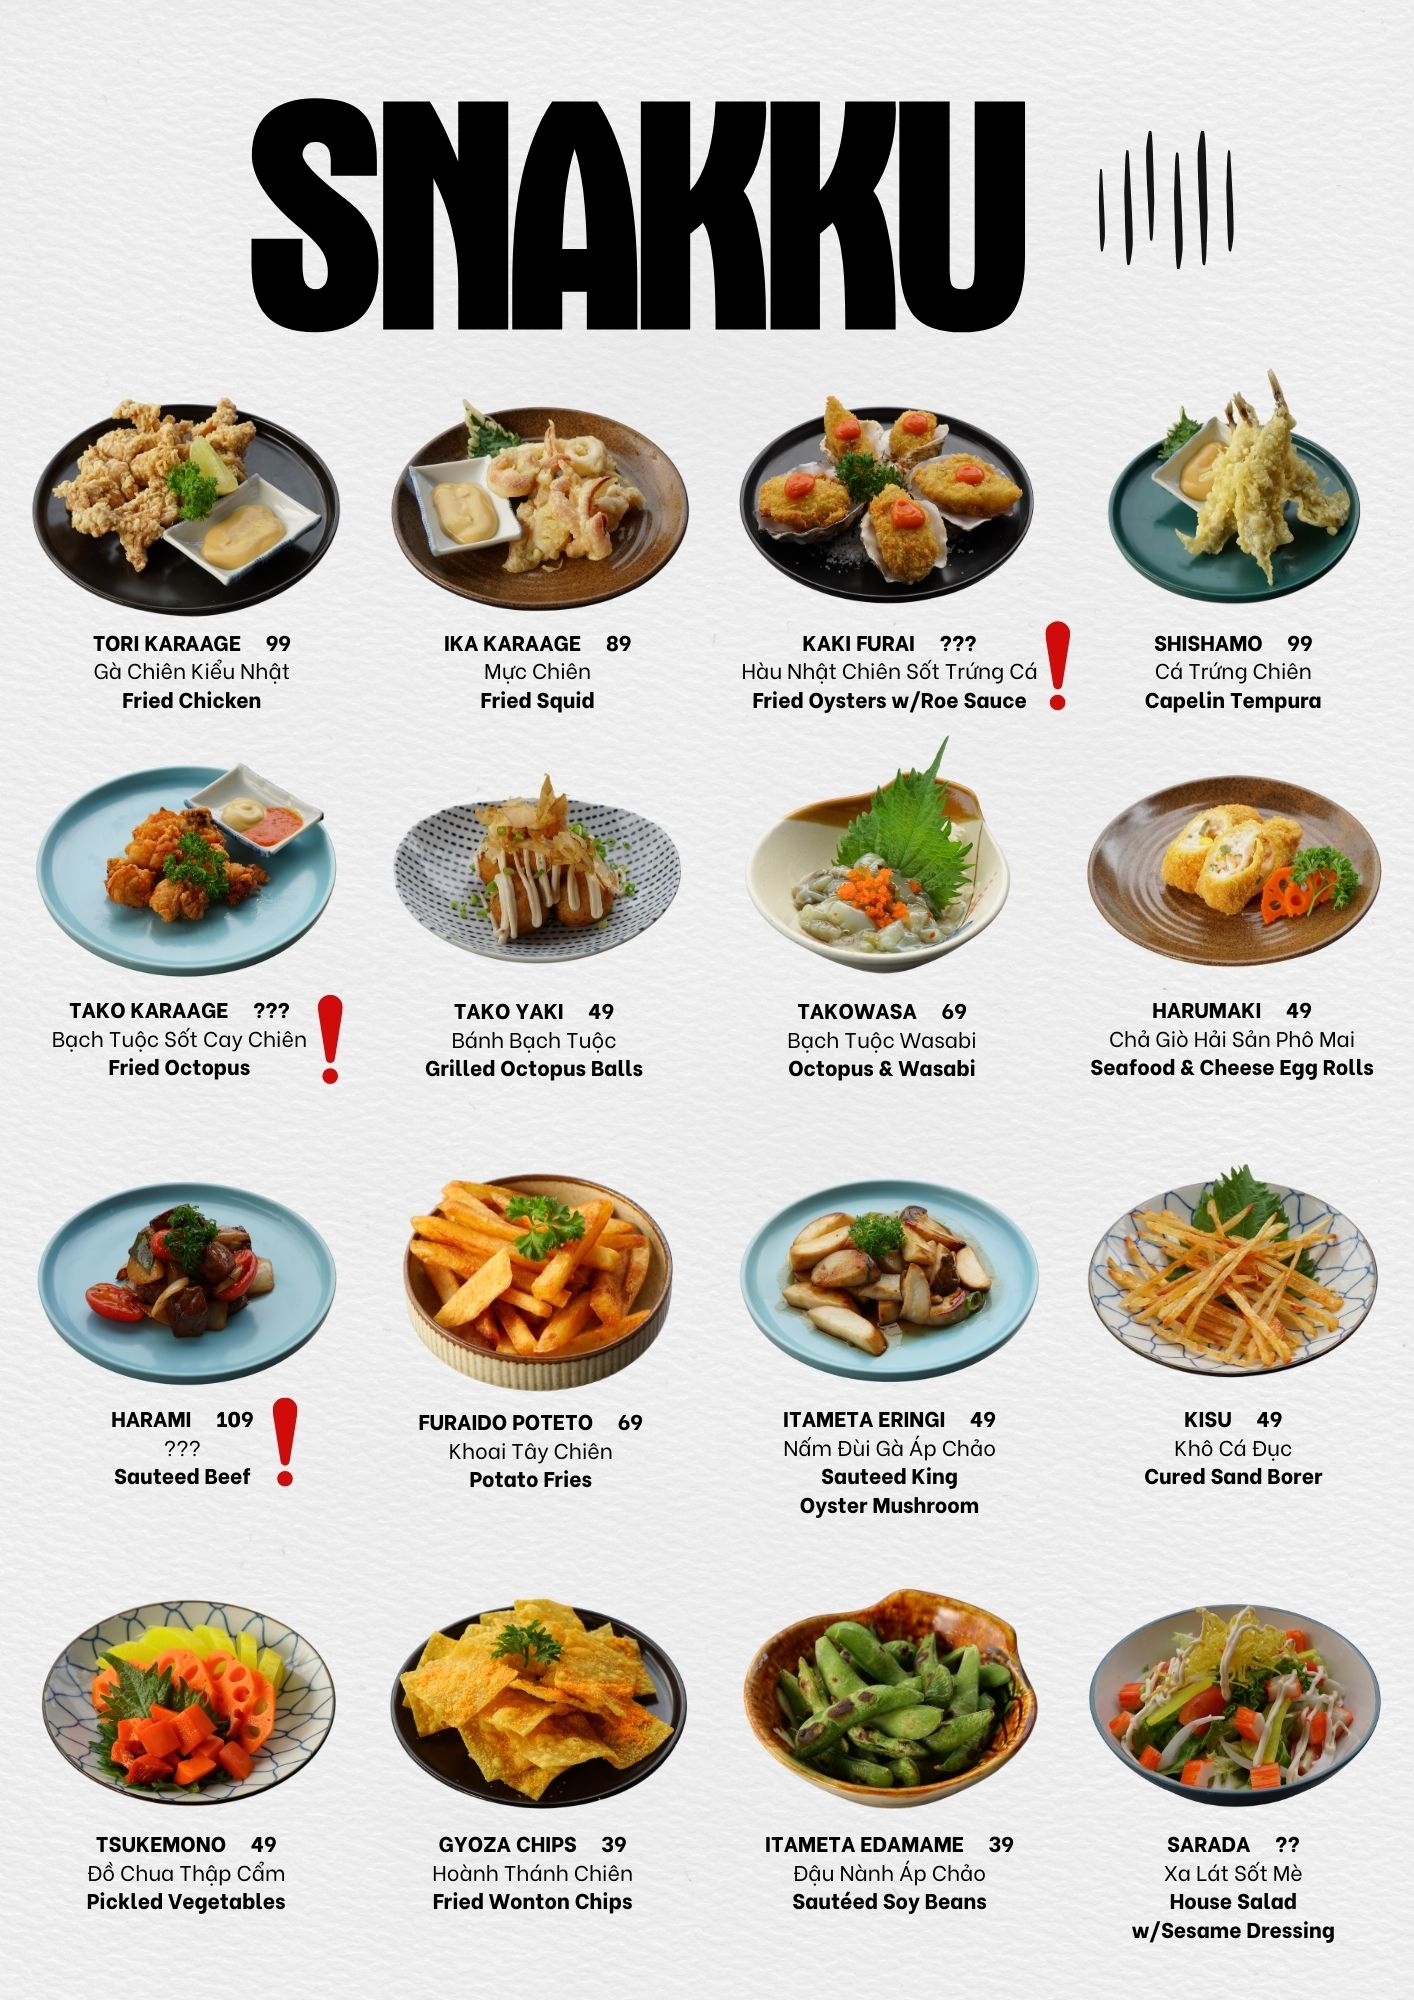 SNAKKU
TORI KARAAGE 99
Gà Chiên Kiểu Nhật
Fried Chicken
IKA KARAAGE 89
Mực Chiên
Fried Squid
KAKI FURAI ???
Hàu Nhật Chiên Sốt Trứng Cá
Fried Oysters w/Roe Sauce
SHISHAMO 99
Cá Trứng Chiên
Capelin Tempura
TAKO KARAAGE ???
Bạch Tuộc Sốt Cay Chiên
Fried Octopus
TAKO YAKI 49
Bánh Bạch Tuộc
Grilled Octopus Balls
TAKOWASA 69
Bạch Tuộc Wasabi
Octopus & Wasabi
HARUMAKI 49
Chả Giò Hải Sản Phô Mai
Seafood & Cheese Egg Rolls
HARAMI 109
???
Sauteed Beef
FURAIDO POTETO 69
Khoai Tây Chiên
Potato Fries
ITAMETA ERINGI 49
Nấm Đùi Gà Áp Chảo
Sauteed King
Oyster Mushroom
KISU 49
Khô Cá Đục
Cured Sand Borer
TSUKEMONO 49
Đồ Chua Thập Cẩm
Pickled Vegetables
GYOZA CHIPS 39
Hoành Thánh Chiên
Fried Wonton Chips
ITAMETA EDAMAME 39
Đậu Nành Áp Chảo
Sautéed Soy Beans
SARADA ??
Xa Lát Sốt Mè
House Salad
w/Sesame Dressing